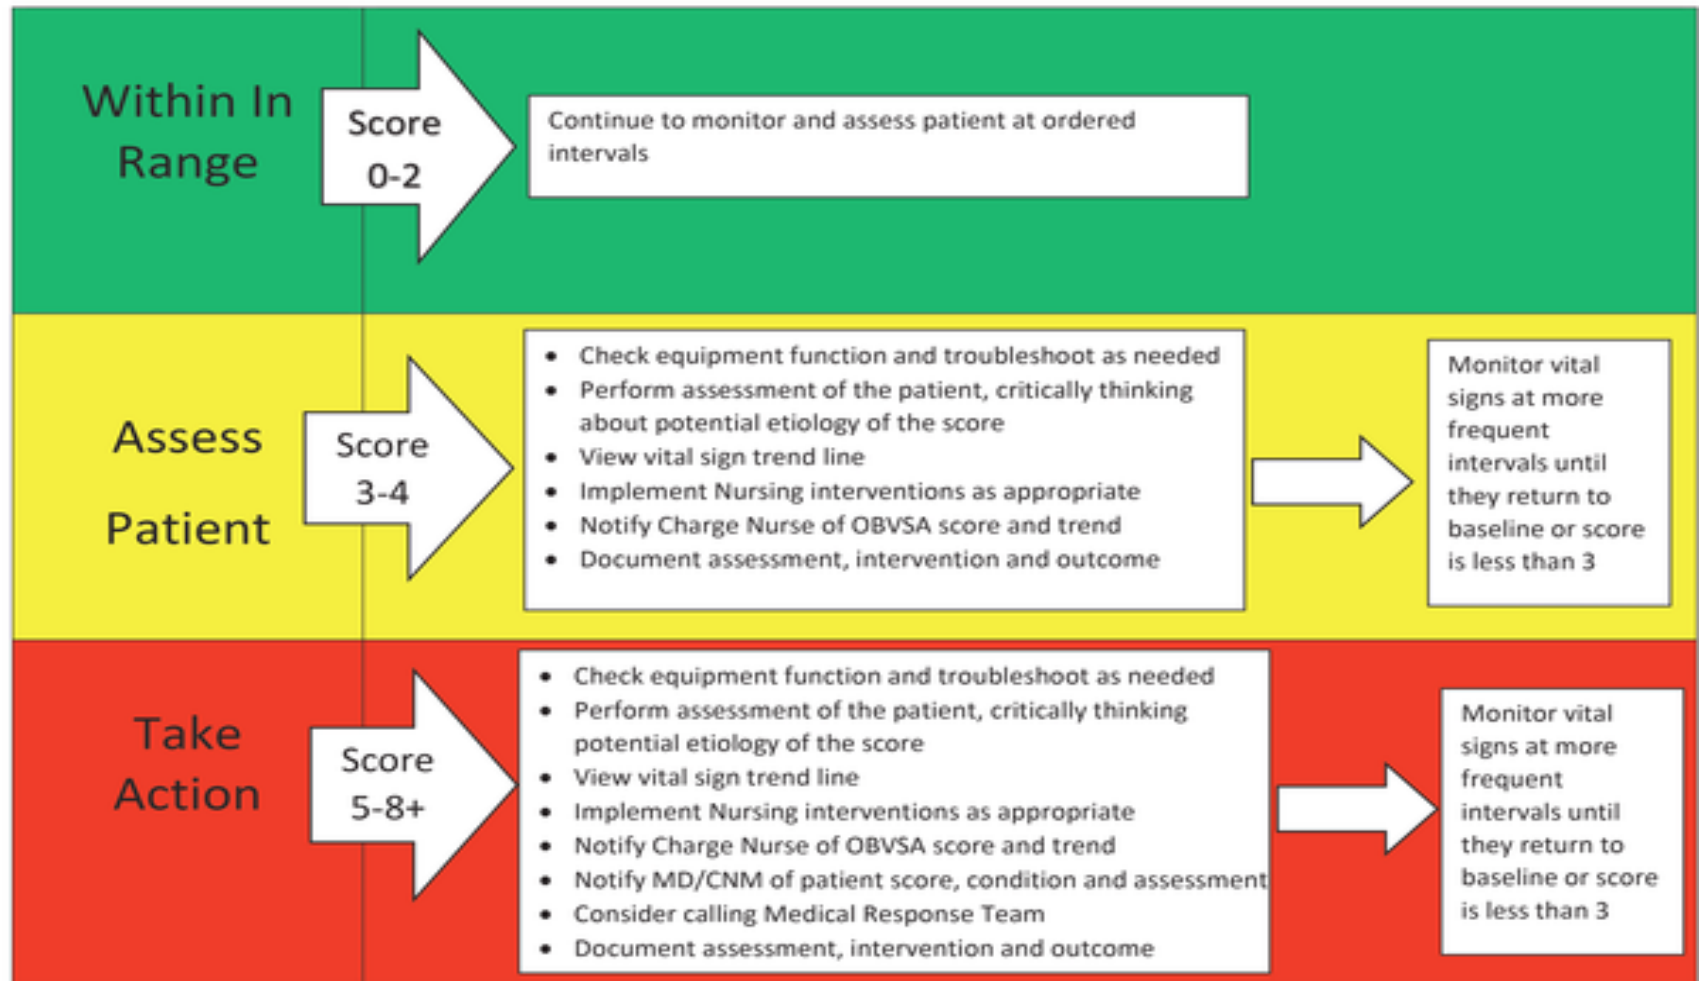 Within In
Range
Score
0-2
Continue to monitor and assess patient at ordered
intervals
Assess
Patient
Score
3-4
• Check equipment function and troubleshoot as needed
• Perform assessment of the patient, critically thinking
about potential etiology of the score
• View vital sign trend line
• Implement Nursing interventions as appropriate
• Notify Charge Nurse of OBVSA score and trend
• Document assessment, intervention and outcome
Monitor vital
signs at more
frequent
intervals until
they return to
baseline or score
is less than 3
Take
Action
Score
5-8+
• Check equipment function and troubleshoot as needed
• Perform assessment of the patient, critically thinking
potential etiology of the score
• View vital sign trend line
• Implement Nursing interventions as appropriate
• Notify Charge Nurse of OBVSA score and trend
• Notify MD/CNM of patient score, condition and assessment
• Consider calling Medical Response Team
• Document assessment, intervention and outcome
Monitor vital
signs at more
frequent
intervals until
they return to
baseline or score
is less than 3